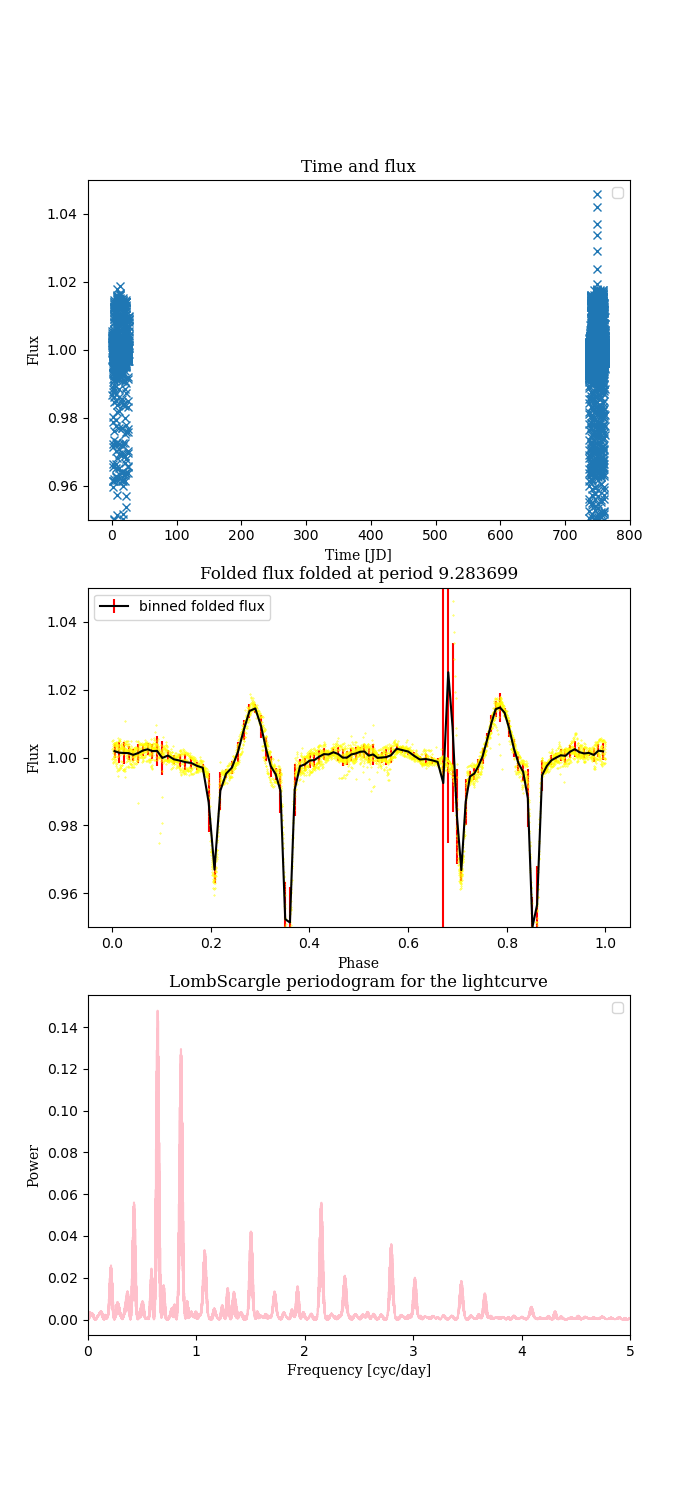 Time and flux
1.04
1.02
1.00
0.98
0.96
Flux
0 100 200 300 400 500 600 700 800
Time [JD]
Folded flux folded at period 9.283699
binned folded flux
1.04
1.02
1.00
0.98
0.96
Flux
0.0 0.2 0.4 0.6 0.8 1.0
Phase
LombScargle periodogram for the lightcurve
0.14
0.12
0.10
0.08
0.06
0.04
0.02
0.00
Power
0 1 2 3 4 5
Frequency [cyc/day]